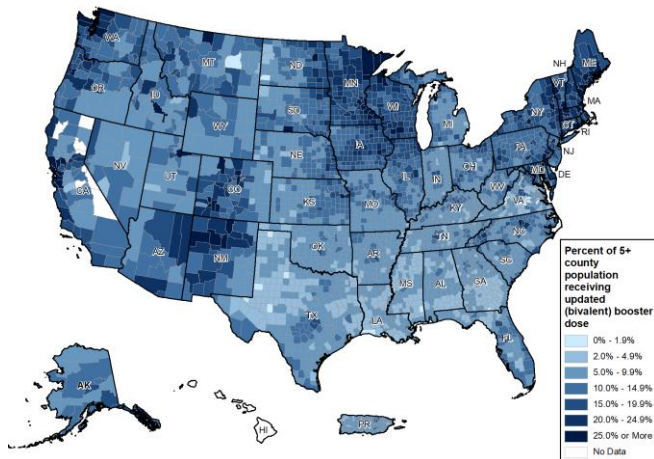 WA
MT
ND
MN
OR
ID
SD
WI
WY
MI
NH
VT
ME
NY
MA
CT
RI
IA
NE
PA
NJ
NV
UT
CO
IL
IN
OH
MD
DE
CA
KS
MO
WV
VA
KY
AZ
NM
OK
AR
TN
NC
SC
TX
LA
MS
AL
GA
FL
AK
HI
PR
Percent of 5+
county
population
receiving
updated
(bivalent) booster
dose
0% - 1.9%
2.0% - 4.9%
5.0% - 9.9%
10.0% - 14.9%
15.0% - 19.9%
20.0% - 24.9%
25.0% or More
No Data